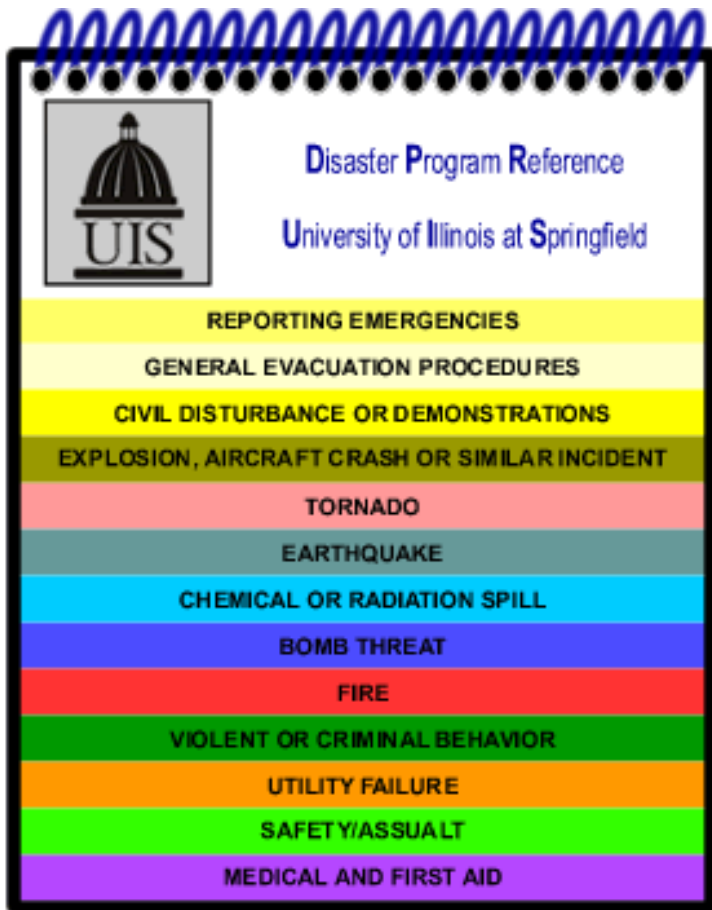 UIS
Disaster Program Reference
University of Illinois at Springfield
REPORTING EMERGENCIES
GENERAL EVACUATION PROCEDURES
CIVIL DISTURBANCE OR DEMONSTRATIONS
EXPLOSION, AIRCRAFT CRASH OR SIMILAR INCIDENT
TORNADO
EARTHQUAKE
CHEMICAL OR RADIATION SPILL
BOMB THREAT
FIRE
VIOLENT OR CRIMINAL BEHAVIOR
UTILITY FAILURE
SAFETY/ASSUALT
MEDICAL AND FIRST AID